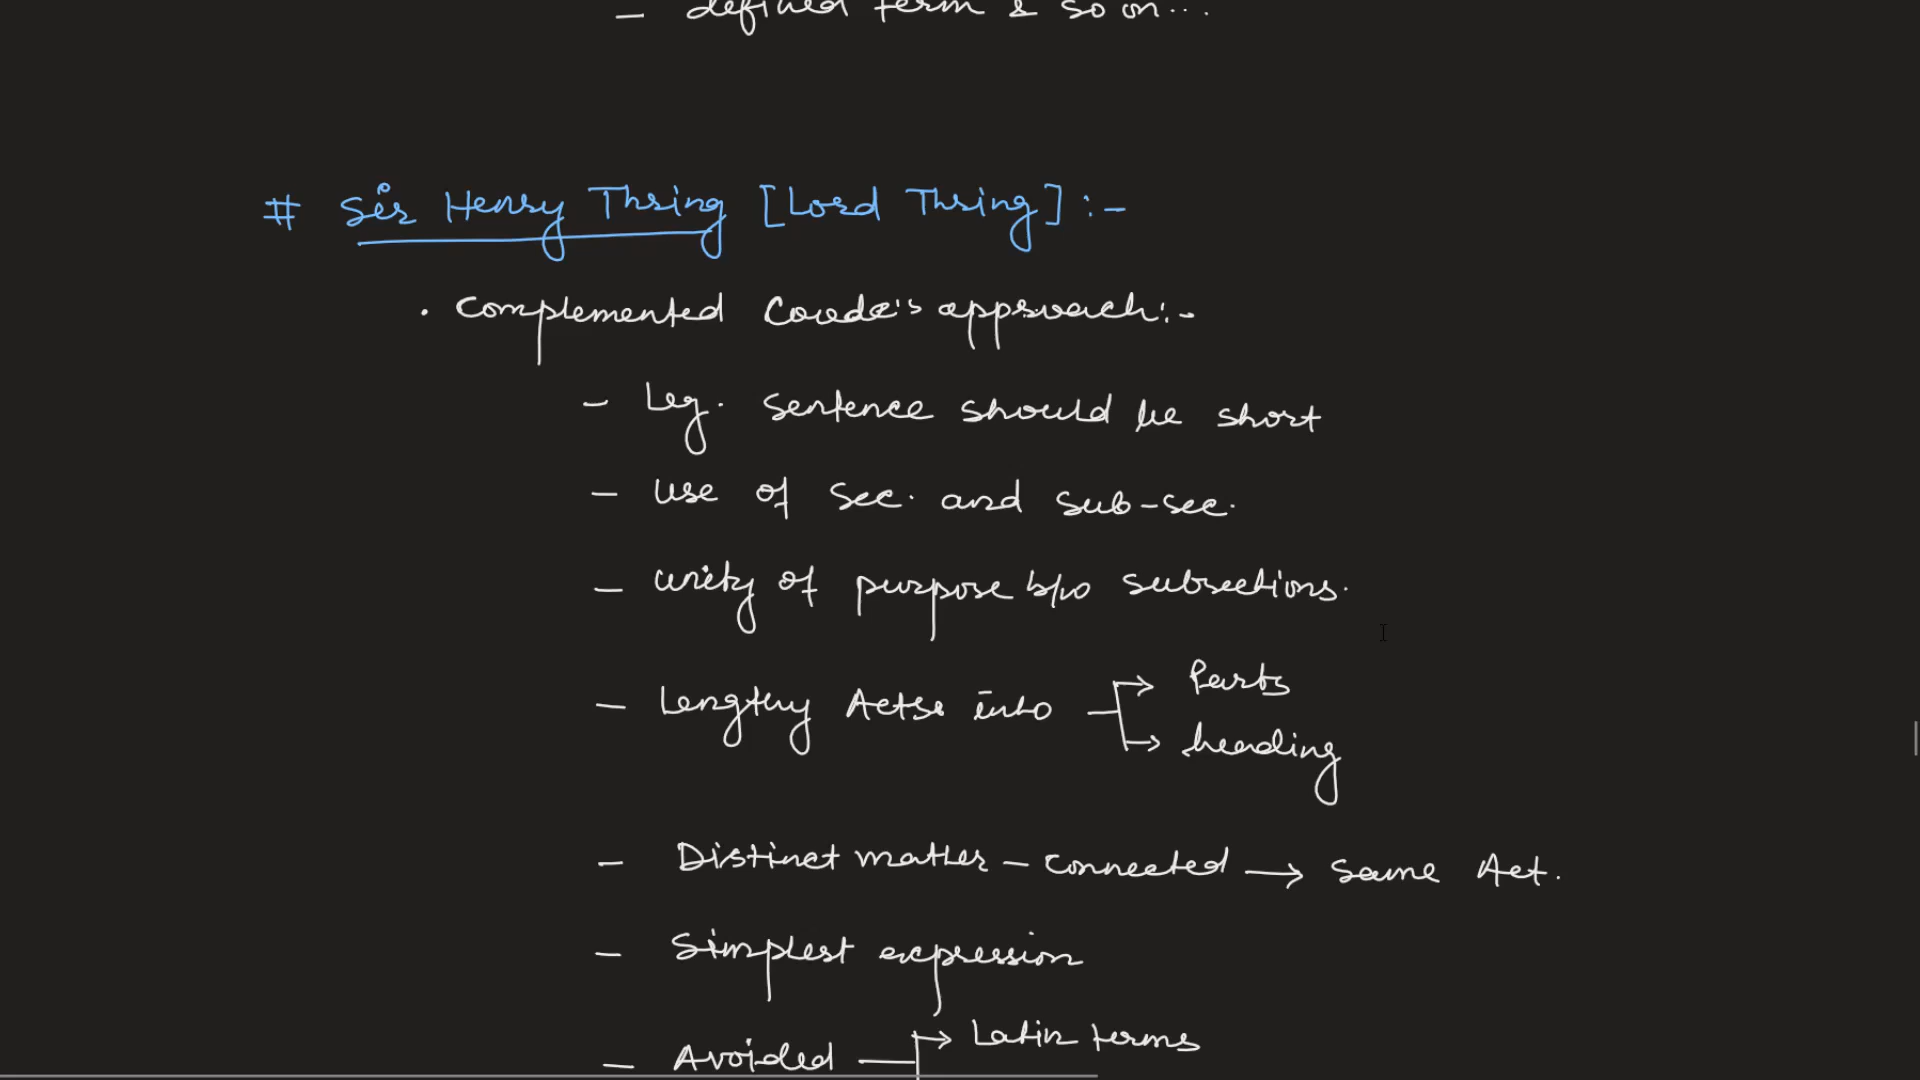 - defined term & so on...
# Sir Henry Thring [Lord Thring] :-
. Complemented Coode's approach :-
- Leg. sentence should be short
- use of sec. and sub-sec.
- unity of purpose b/w subsections.
- Lengthy Acts into → Parts
→ heading
- Distinct matter - connected → same Act.
- Simplest expression
- Avoided → Latin terms